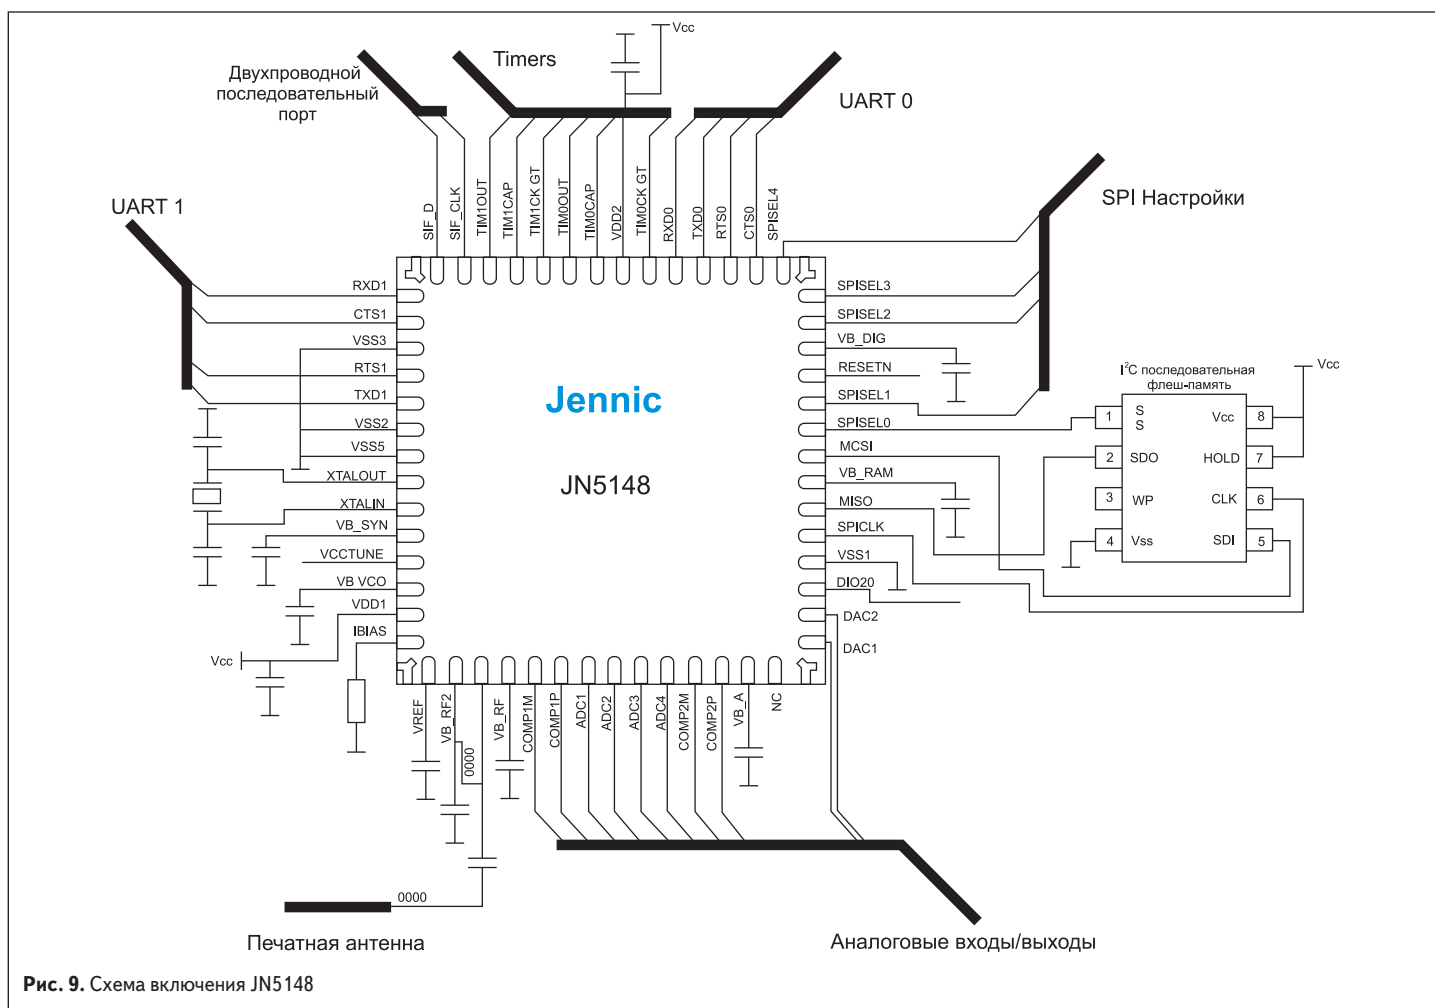 Vcc
Timers
Двухпроводной
последовательный
порт
UART 0
SPI Настройки
UART 1
SIF_D
SIF_CLK
TIM1OUT
TIM1CAP
TIM1CK GT
TIM0OUT
TIM0CAP
VDD2
TIM0CK GT
RXD0
TXD0
RTS0
CTS0
SPISEL4
RXD1
CTS1
VSS3
RTS1
TXD1
VSS2
VSS5
XTALOUT
XTALIN
VB_SYN
VCCTUNE
VB VCO
VDD1
IBIAS
Vcc
Jennic
JN5148
SPISEL3
SPISEL2
VB_DIG
RESETN
SPISEL1
SPISEL0
MCSI
VB_RAM
MISO
SPICLK
VSS1
DIO20
DAC2
DAC1
I²C последовательная
флеш-память
Vcc
1 S S Vcc 8
2 SDO HOLD 7
3 WP CLK 6
4 Vss SDI 5
VREF
VB_RF2
0000
VB_RF
COMP1M
COMP1P
ADC1
ADC2
ADC3
ADC4
COMP2M
COMP2P
VB_A
NC
0000
Печатная антенна
Аналоговые входы/выходы
Рис. 9. Схема включения JN5148